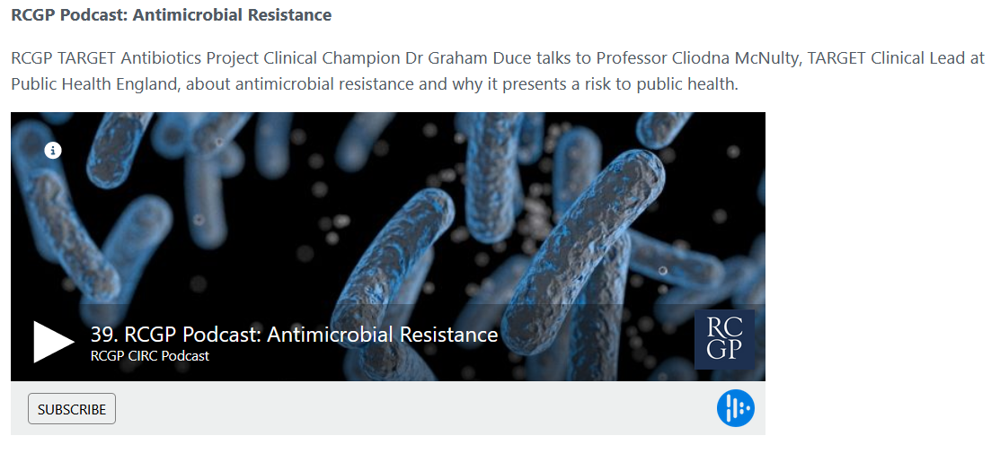 RCGP Podcast: Antimicrobial Resistance
RCGP TARGET Antibiotics Project Clinical Champion Dr Graham Duce talks to Professor Cliodna McNulty, TARGET Clinical Lead at
Public Health England, about antimicrobial resistance and why it presents a risk to public health.
i
39. RCGP Podcast: Antimicrobial Resistance
RCGP CIRC Podcast
RC
GP
SUBSCRIBE